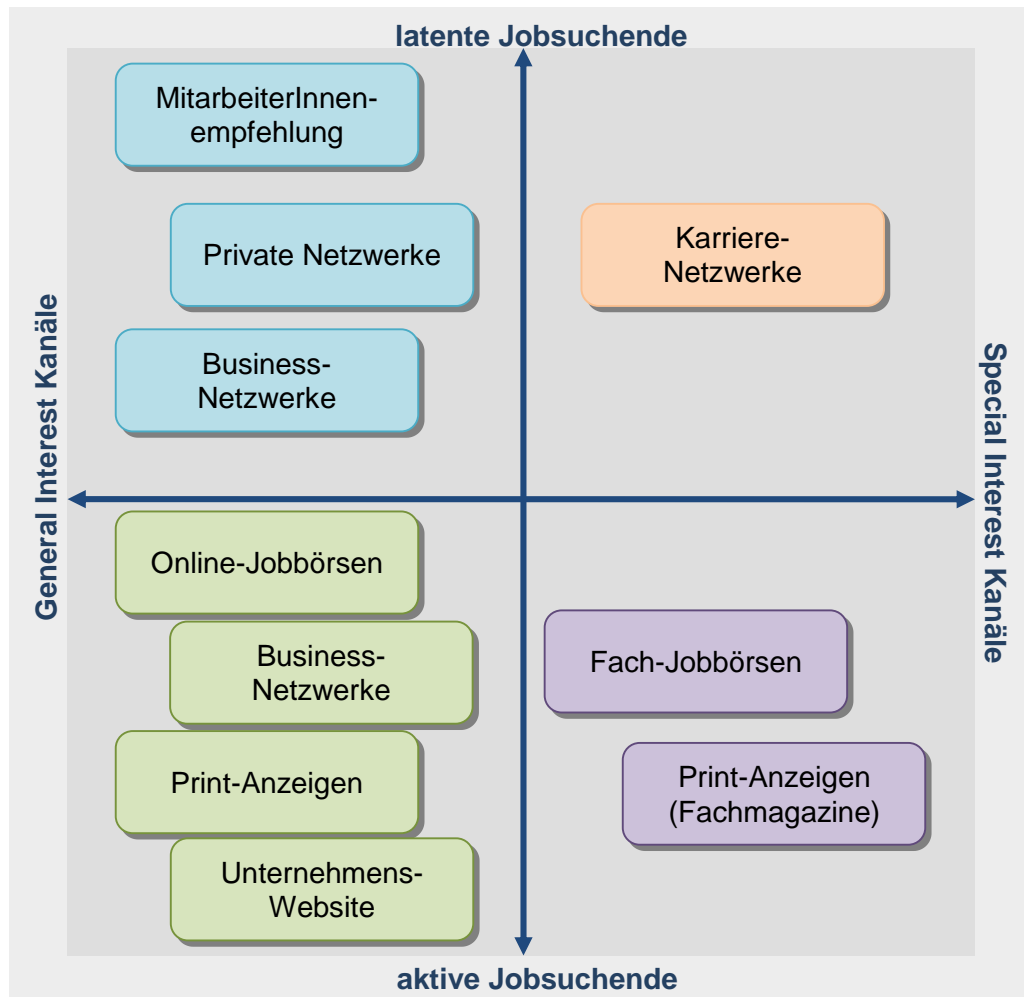 latente Jobsuchende
MitarbeiterInnen-
empfehlung
Private Netzwerke
Karriere-
Netzwerke
Business-
Netzwerke
General Interest Kanäle
Special Interest Kanäle
Online-Jobbörsen
Business-
Netzwerke
Fach-Jobbörsen
Print-Anzeigen
Print-Anzeigen
(Fachmagazine)
Unternehmens-
Website
aktive Jobsuchende